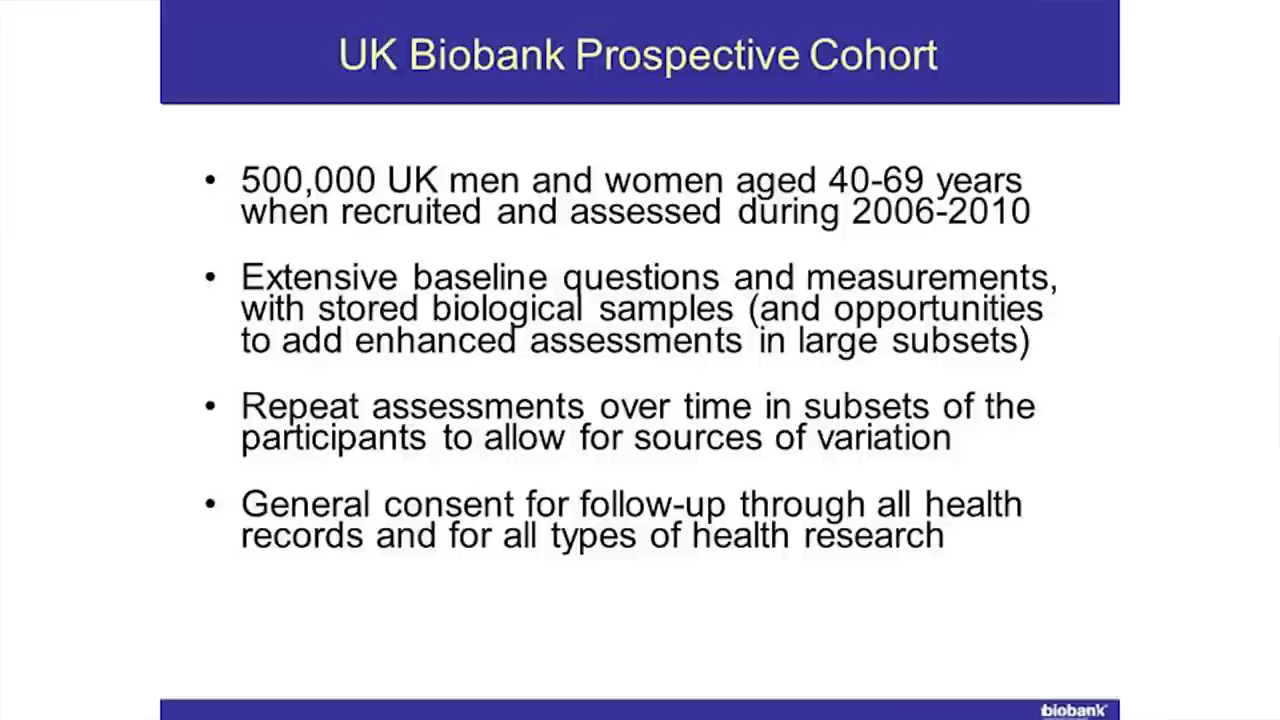 UK Biobank Prospective Cohort
• 500,000 UK men and women aged 40-69 years
when recruited and assessed during 2006-2010
• Extensive baseline questions and measurements,
with stored biological samples (and opportunities
to add enhanced assessments in large subsets)
• Repeat assessments over time in subsets of the
participants to allow for sources of variation
• General consent for follow-up through all health
records and for all types of health research
biobank